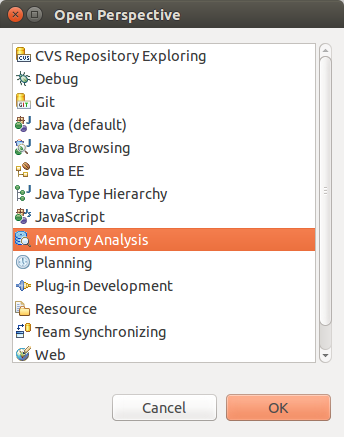 Open Perspective
CVS Repository Exploring
Debug
Git
Java (default)
Java Browsing
Java EE
Java Type Hierarchy
JavaScript
Memory Analysis
Planning
Plug-in Development
Resource
Team Synchronizing
Web
Cancel
OK